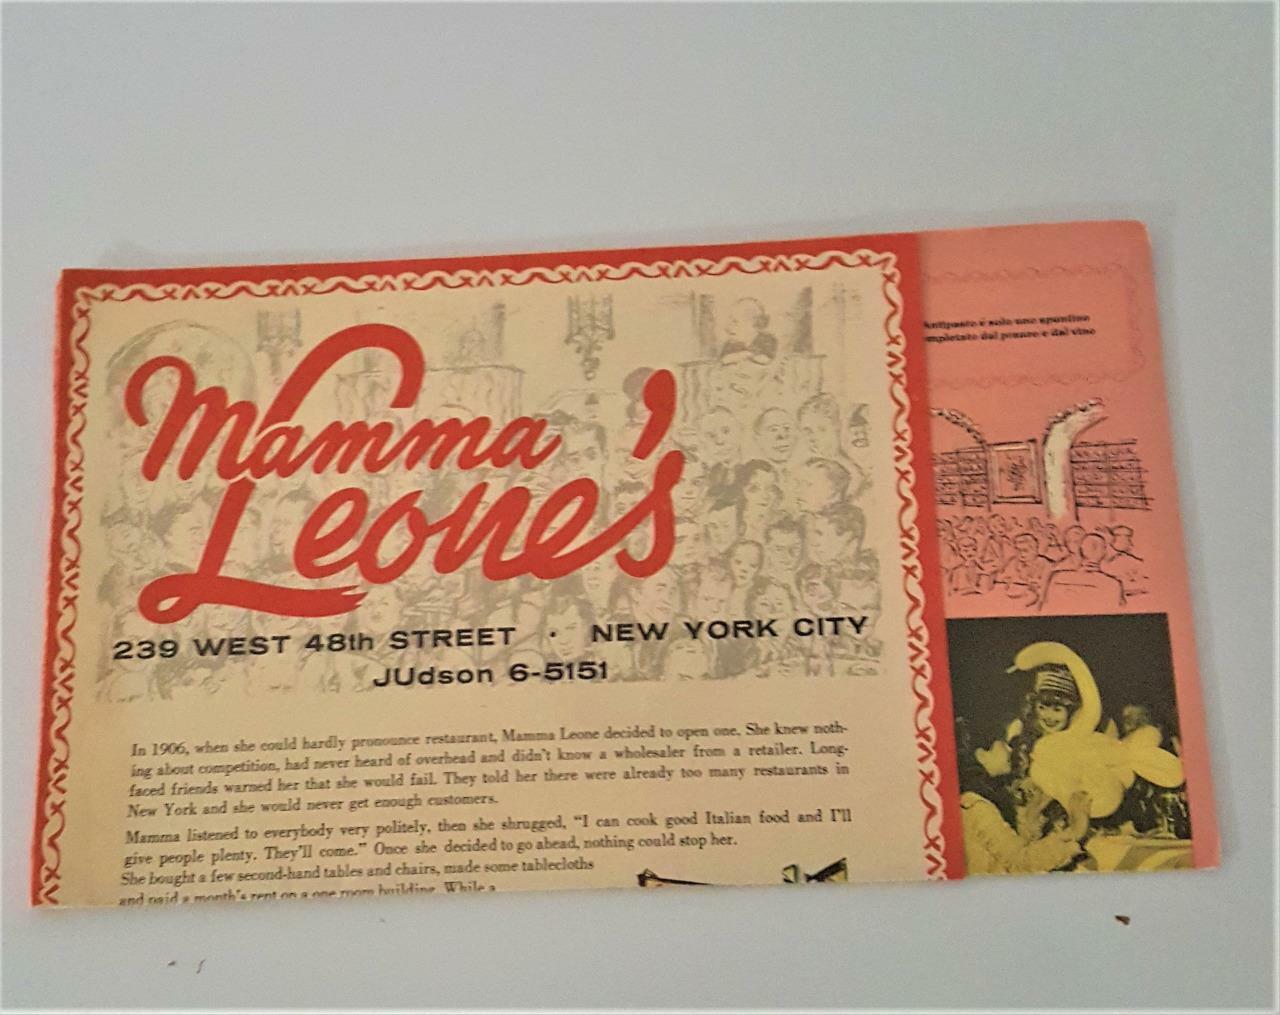 Mamma
Leone's
239 WEST 48th STREET · NEW YORK CITY
JUdson 6-5151
In 1906, when she could hardly pronounce restaurant, Mamma Leone decided to open one. She knew noth-
ing about competition, had never heard of overhead and didn't know a wholesaler from a retailer. Long-
faced friends warned her that she would fail. They told her there were already too many restaurants in
New York and she would never get enough customers.
Mamma listened to everybody very politely, then she shrugged, "I can cook good Italian food and I'll
give people plenty. They'll come." Once she decided to go ahead, nothing could stop her.
She bought a few second-hand tables and chairs, made some tablecloths
and paid a month's rent on a one room building. While a
Antipasto é solo uno spuntino
mpletato dal pranzo e dal vino